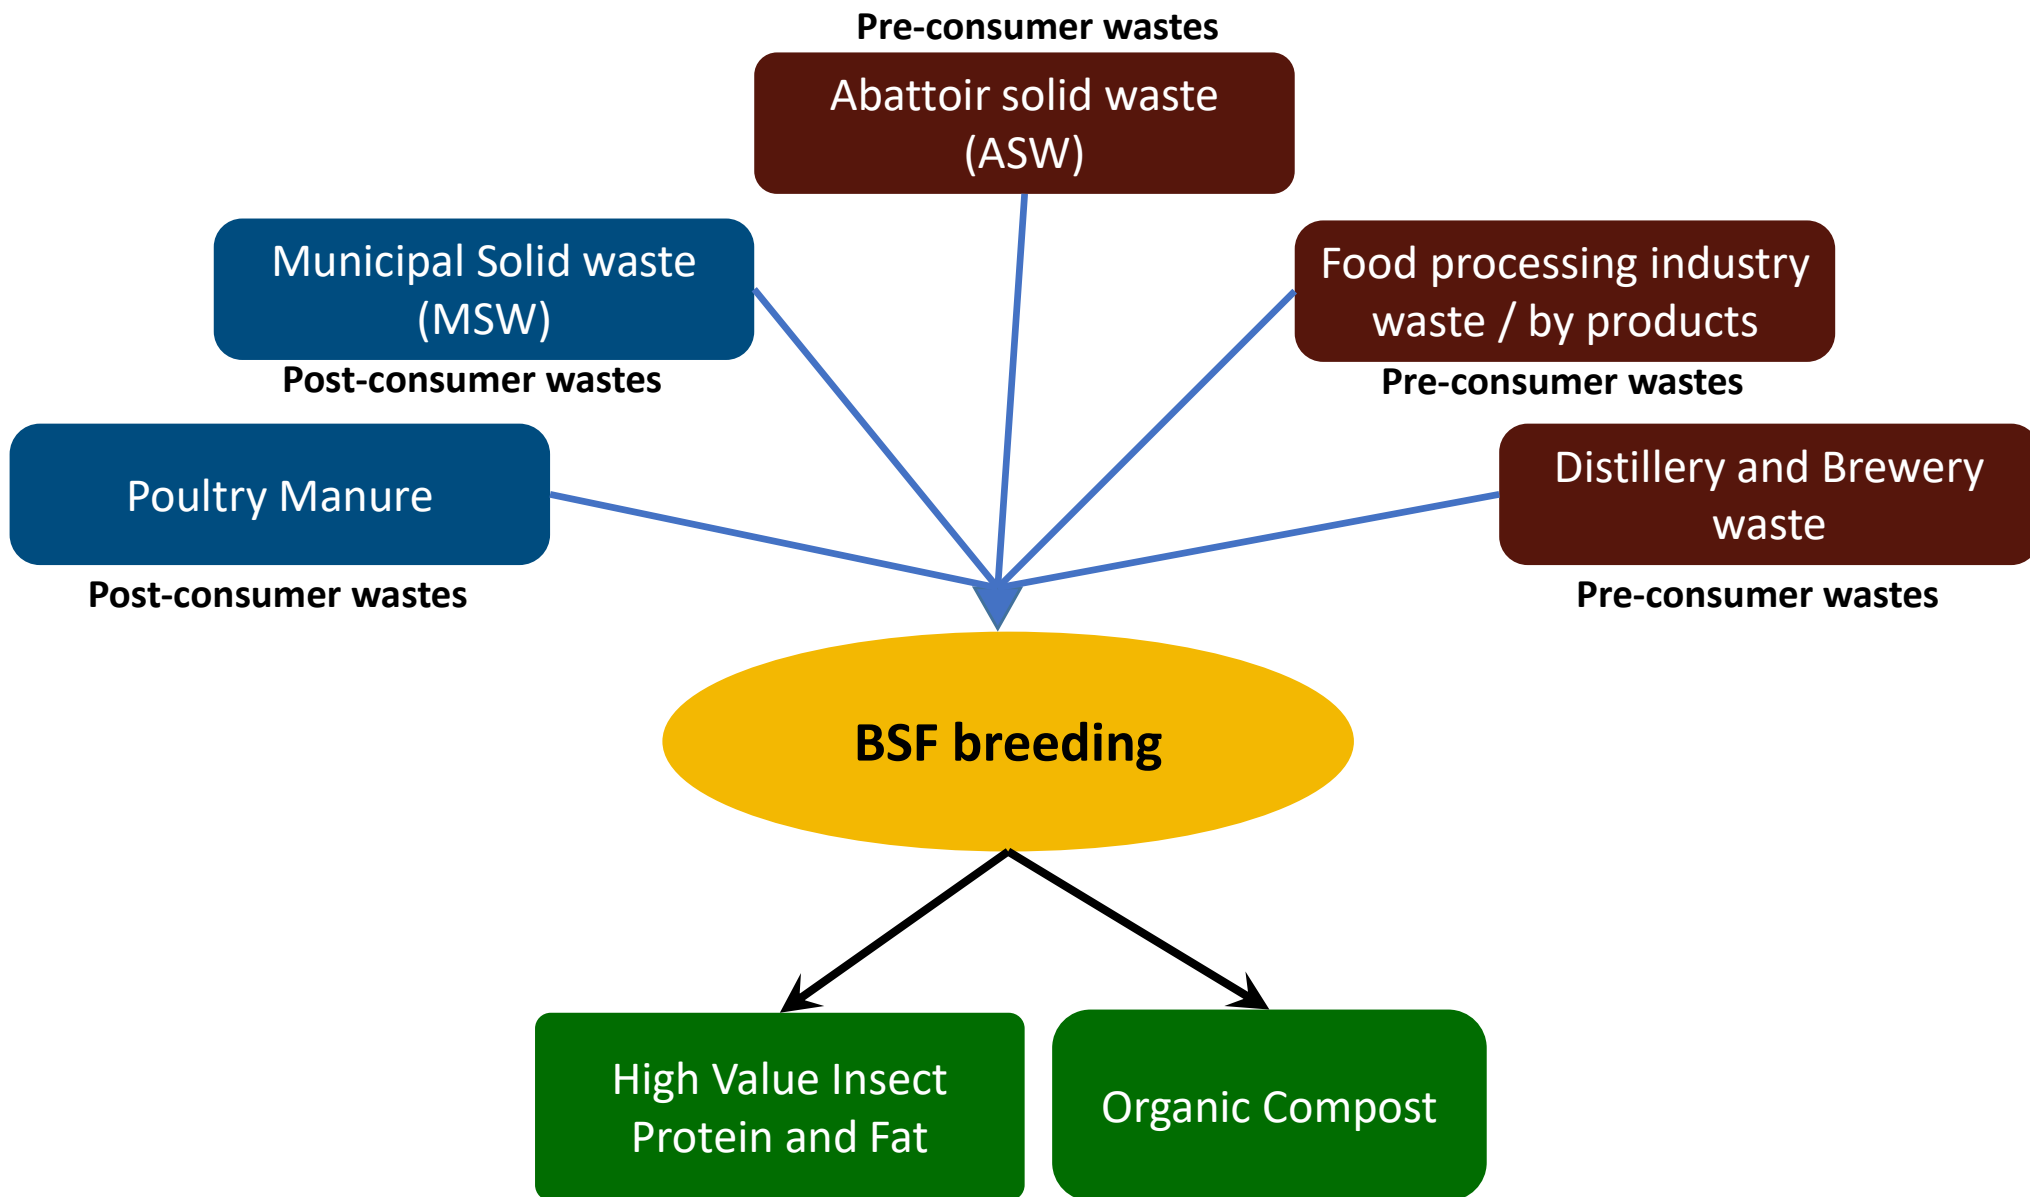 Pre-consumer wastes
Abattoir solid waste
(ASW)
Municipal Solid waste
(MSW)
Post-consumer wastes
Food processing industry
waste / by products
Pre-consumer wastes
Poultry Manure
Post-consumer wastes
Distillery and Brewery
waste
Pre-consumer wastes
BSF breeding
High Value Insect
Protein and Fat
Organic Compost